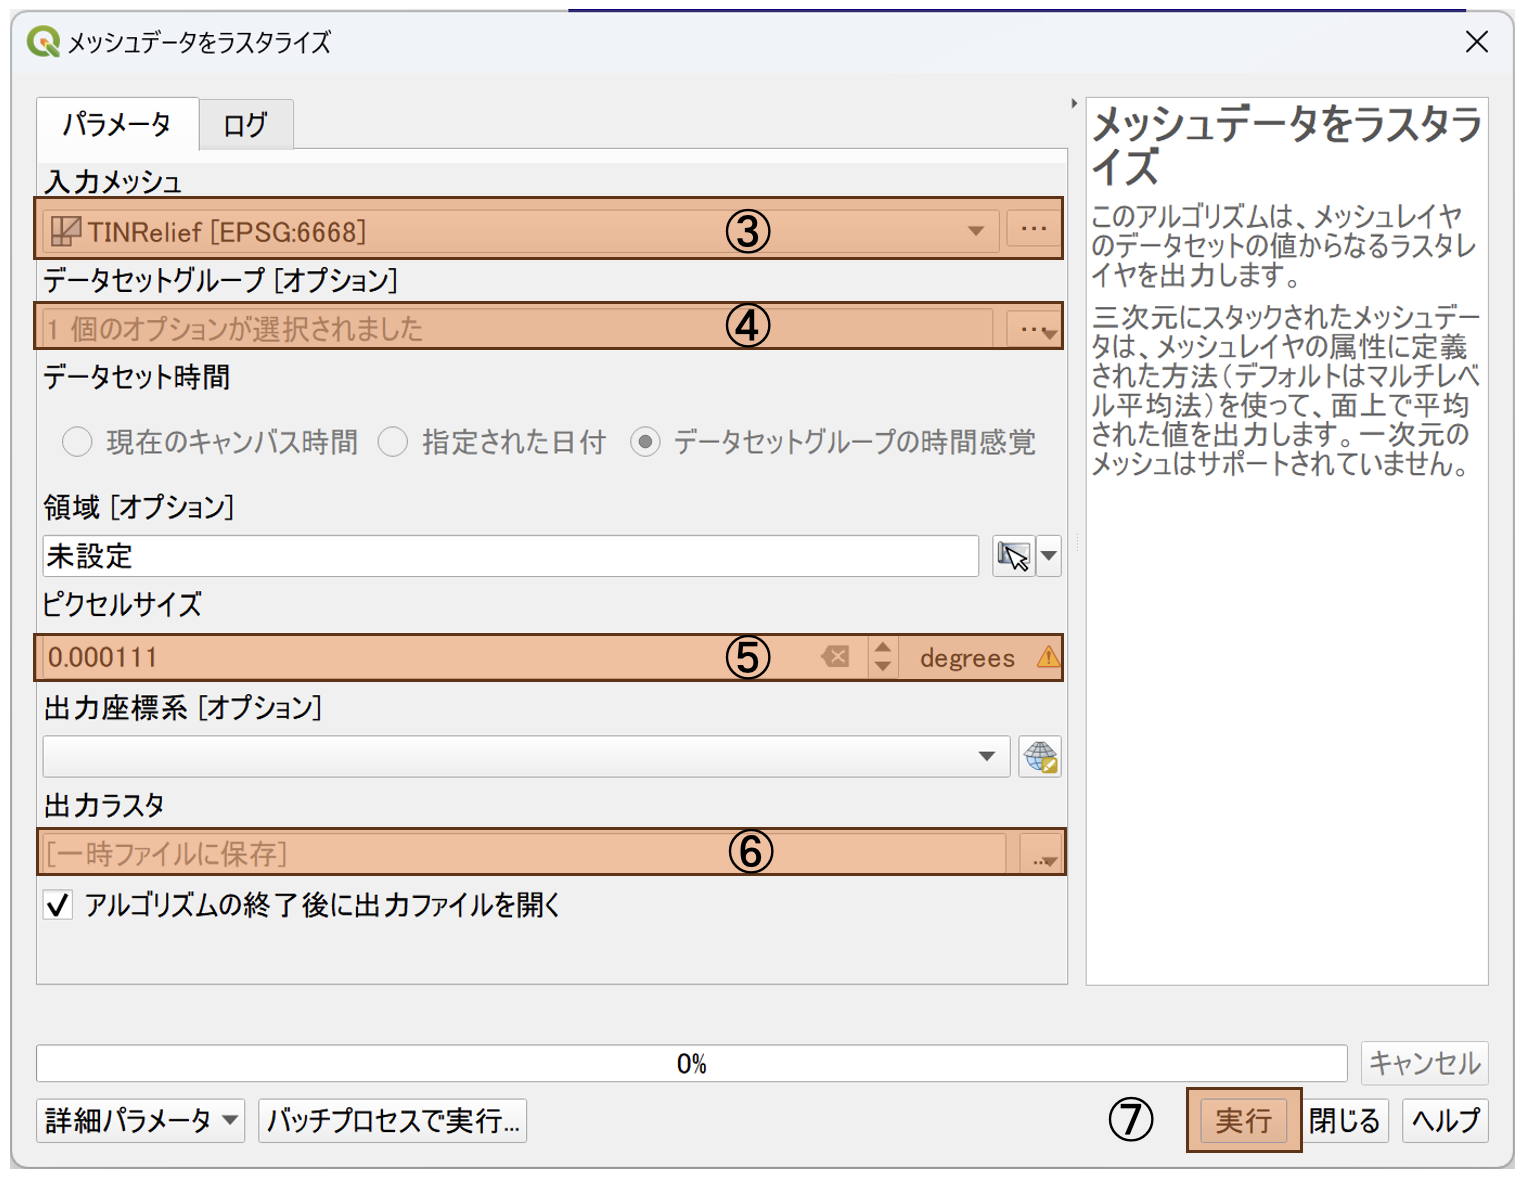 メッシュデータをラスタライズ
パラメータ
ログ
入力メッシュ
TINRelief [EPSG:6668]
③
…
データセットグループ [オプション]
1 個のオプションが選択されました
④
…
データセット時間
現在のキャンバス時間
指定された日付
データセットグループの時間感覚
領域 [オプション]
未設定
ピクセルサイズ
0.000111
⑤
degrees
出力座標系 [オプション]
出力ラスタ
[一時ファイルに保存]
⑥
…
アルゴリズムの終了後に出力ファイルを開く
メッシュデータをラスタラ
イズ
このアルゴリズムは、メッシュレイヤ
のデータセットの値からなるラスタレ
イヤを出力します。
三次元にスタックされたメッシュデー
タは、メッシュレイヤの属性に定義
された方法(デフォルトはマルチレベ
ル平均法)を使って、面上で平均
された値を出力します。一次元の
メッシュはサポートされていません。
0%
キャンセル
詳細パラメータ
バッチプロセスで実行...
⑦
実行
閉じる
ヘルプ